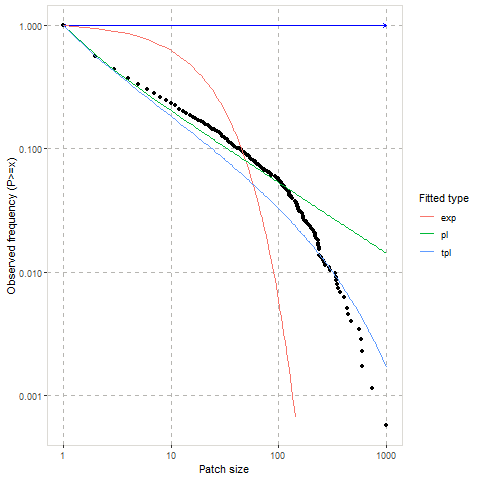 1.000
0.100
0.010
0.001
Observed frequency (P>=x)
1
10
100
1000
Patch size
Fitted type
exp
pl
tpl